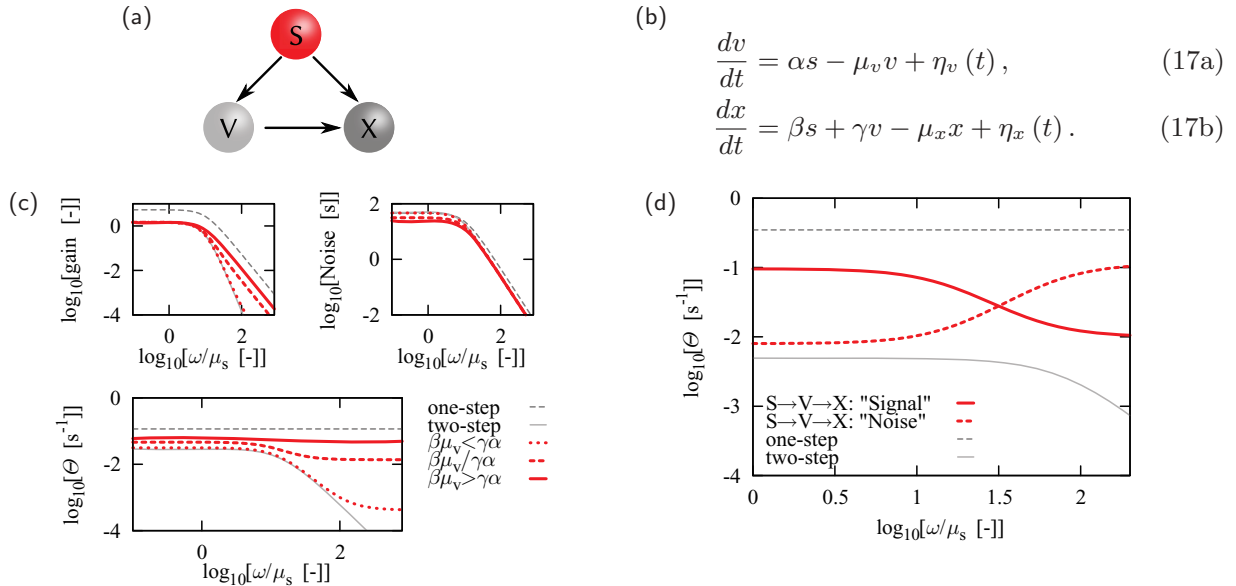 (a)
S
V
X
(b)
dv/dt = αs − μ_v v + η_v (t) , (17a)
dx/dt = βs + γv − μ_x x + η_x (t) . (17b)
(c)
log10[gain [-]]
0
-2
-4
0 2
log10[ω/μs [-]]
log10[Noise [s]]
2
0
-2
0 2
log10[ω/μs [-]]
log10[Θ [s-1]]
0
-2
-4
0 2
log10[ω/μs [-]]
one-step
two-step
βμv<γα
βμv/γα
βμv>γα
(d)
log10[Θ [s-1]]
0
-1
-2
-3
-4
S→V→X: "Signal"
S→V→X: "Noise"
one-step
two-step
0 0.5 1 1.5 2
log10[ω/μs [-]]